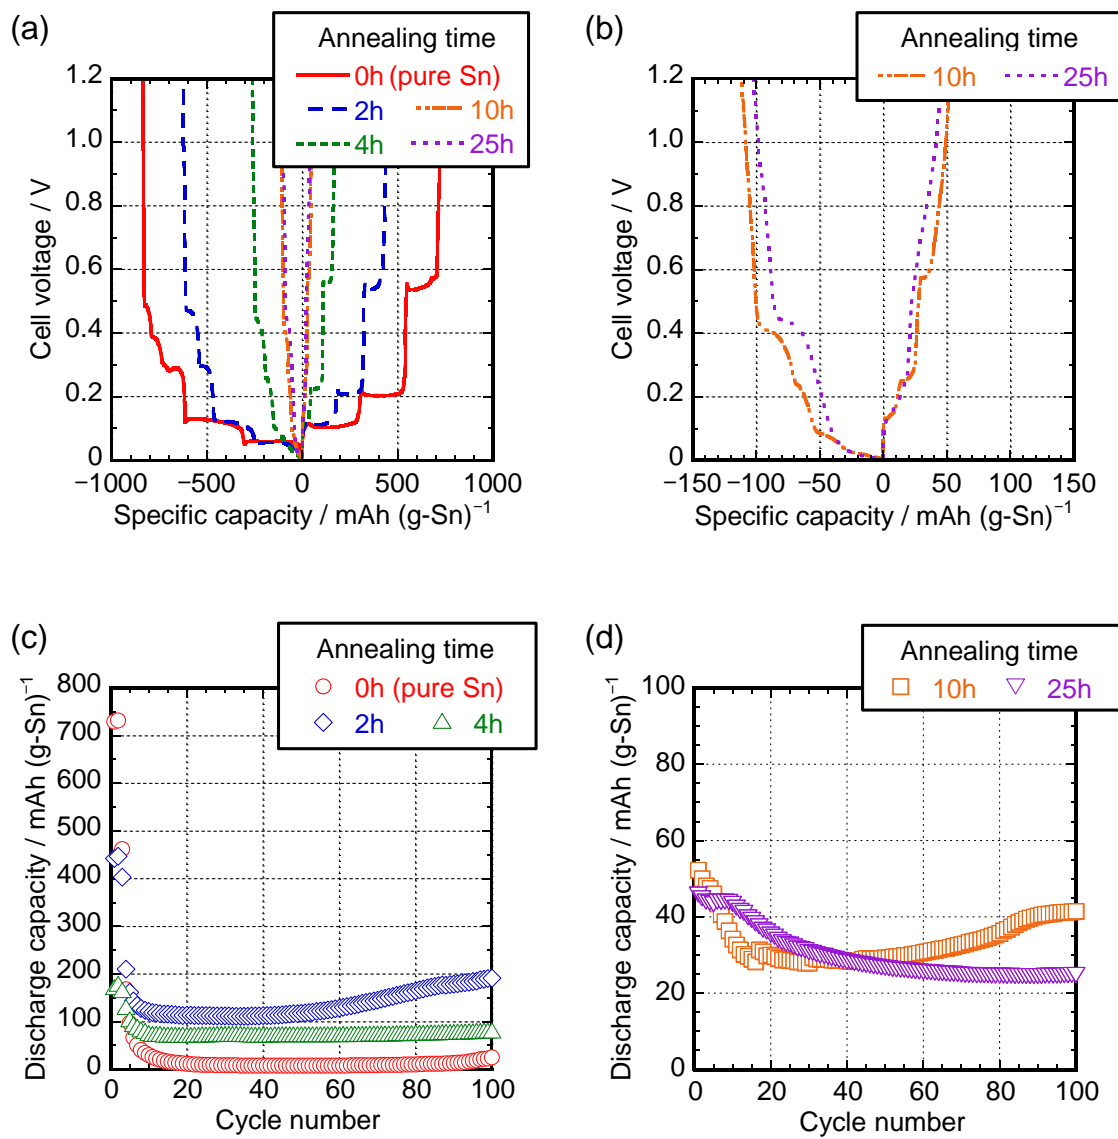 (a)
Annealing time
0h (pure Sn)
2h 10h
4h 25h
1.2
1.0
0.8
0.6
0.4
0.2
0
Cell voltage / V
−1000 −500 0 500 1000
Specific capacity / mAh (g-Sn)⁻¹
(b)
Annealing time
10h 25h
1.2
1.0
0.8
0.6
0.4
0.2
0
Cell voltage / V
−150 −100 −50 0 50 100 150
Specific capacity / mAh (g-Sn)⁻¹
(c)
Annealing time
0h (pure Sn)
2h 4h
800
700
600
500
400
300
200
100
0
Discharge capacity / mAh (g-Sn)⁻¹
0 20 40 60 80 100
Cycle number
(d)
Annealing time
10h 25h
100
80
60
40
20
0
Discharge capacity / mAh (g-Sn)⁻¹
0 20 40 60 80 100
Cycle number